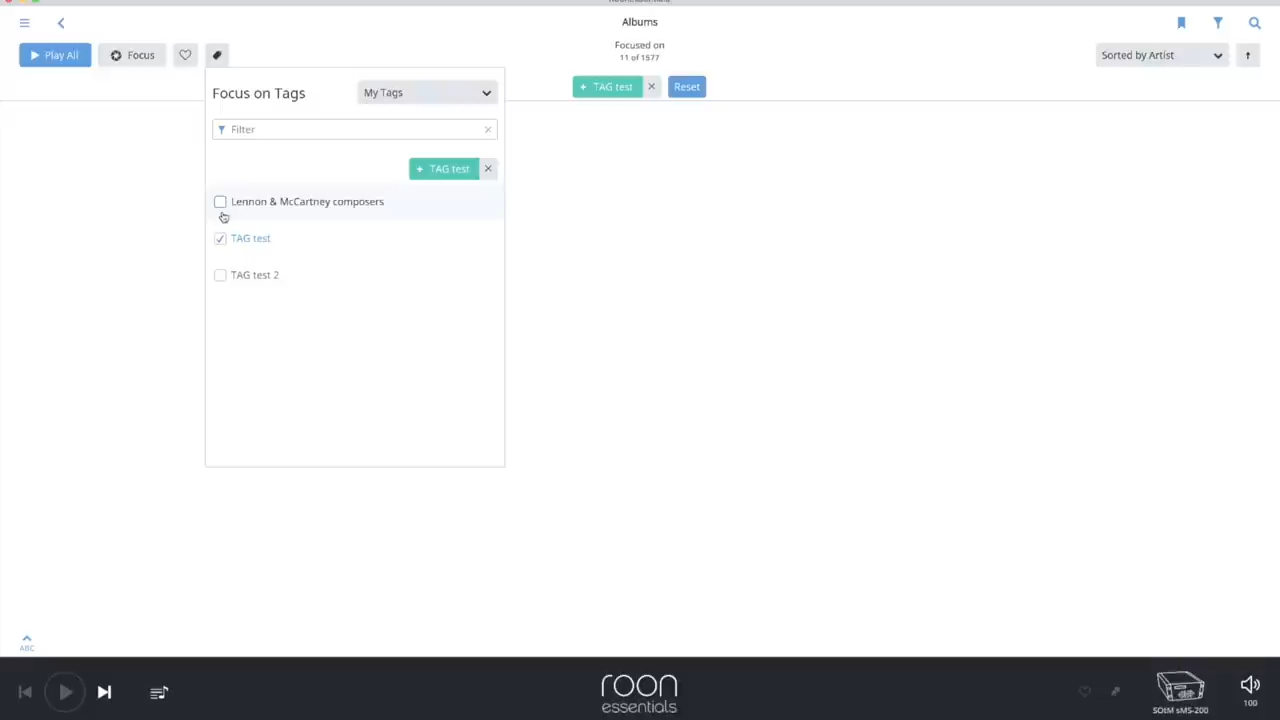 Albums
Play All
Focus
Focused on
11 of 1577
Sorted by Artist
+ TAG test
Reset
Focus on Tags
My Tags
Filter
+ TAG test
Lennon & McCartney composers
TAG test
TAG test 2
ABC
roon
essentials
SOtM sMS-200
100